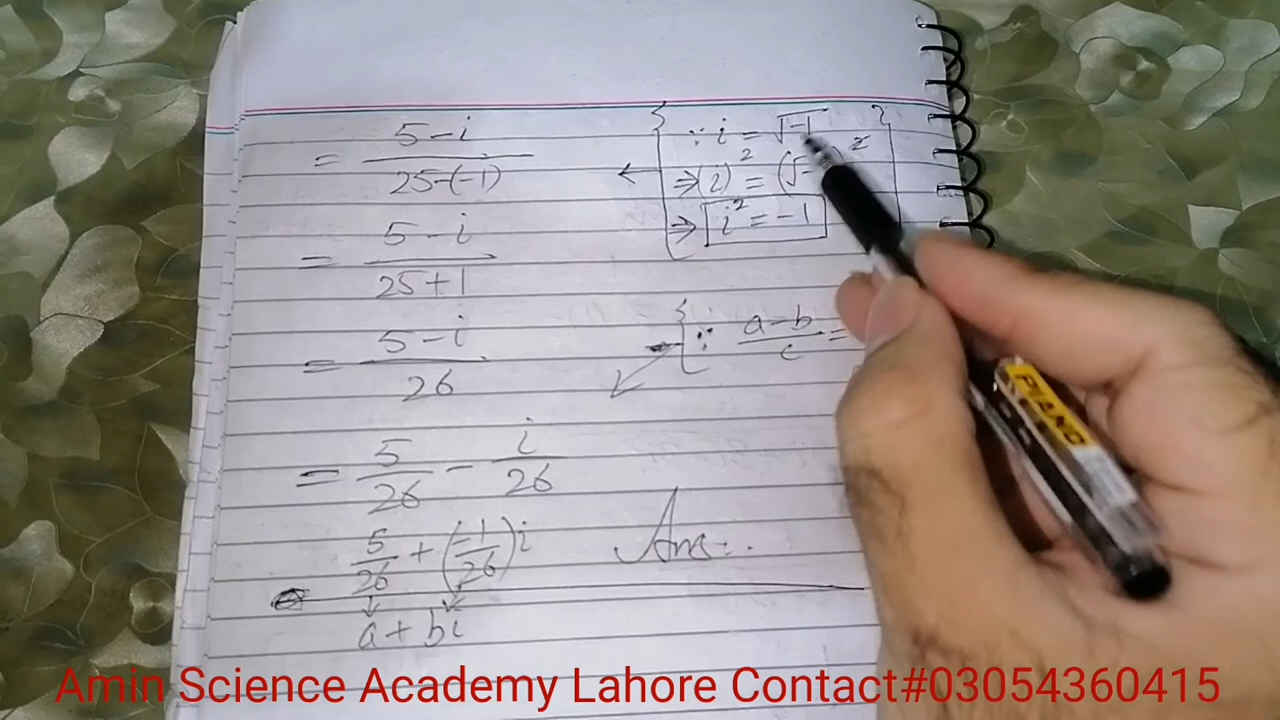 = 5-i / 25-(-1)
= 5-i / 25+1
= 5-i / 26
= 5/26 - i/26
5/26 + (-1/26)i
a + bi
{ ∵ i = √-1 }
⇒ (i)² = (√- )²
⇒ i² = -1
{ ∵ a-b / c =
Ans:.
PIANO
Amin Science Academy Lahore Contact#03054360415